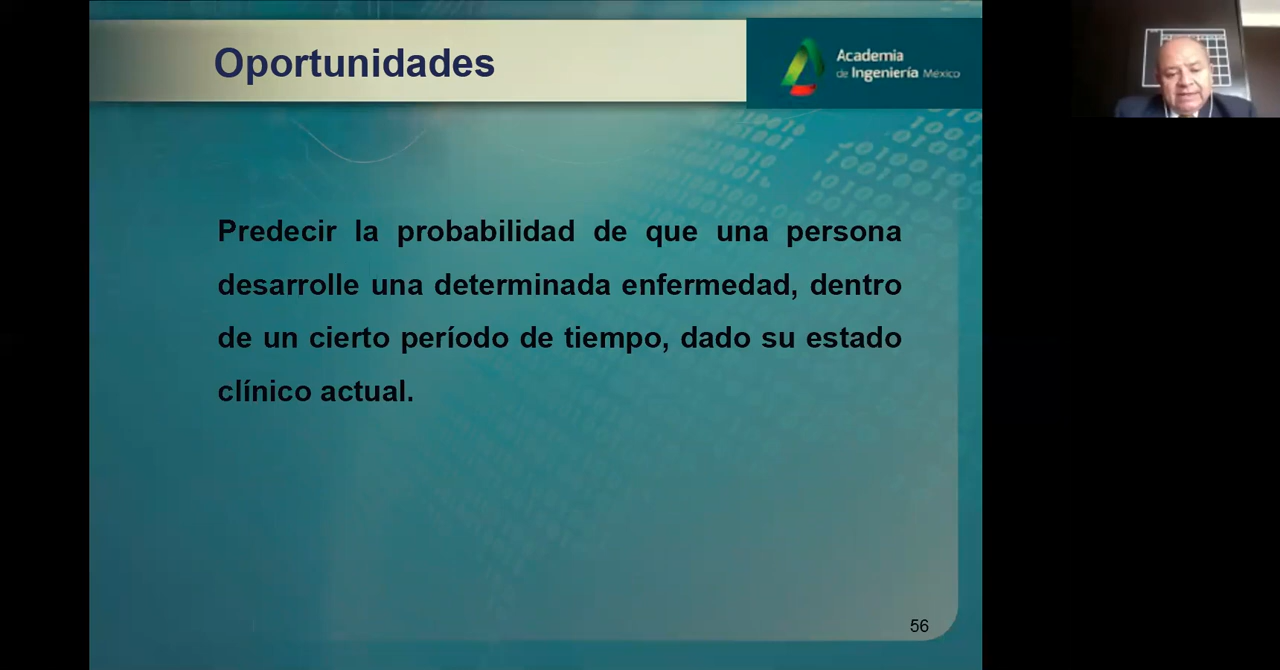 Oportunidades
Academia
de Ingeniería México
Predecir la probabilidad de que una persona
desarrolle una determinada enfermedad, dentro
de un cierto período de tiempo, dado su estado
clínico actual.
56